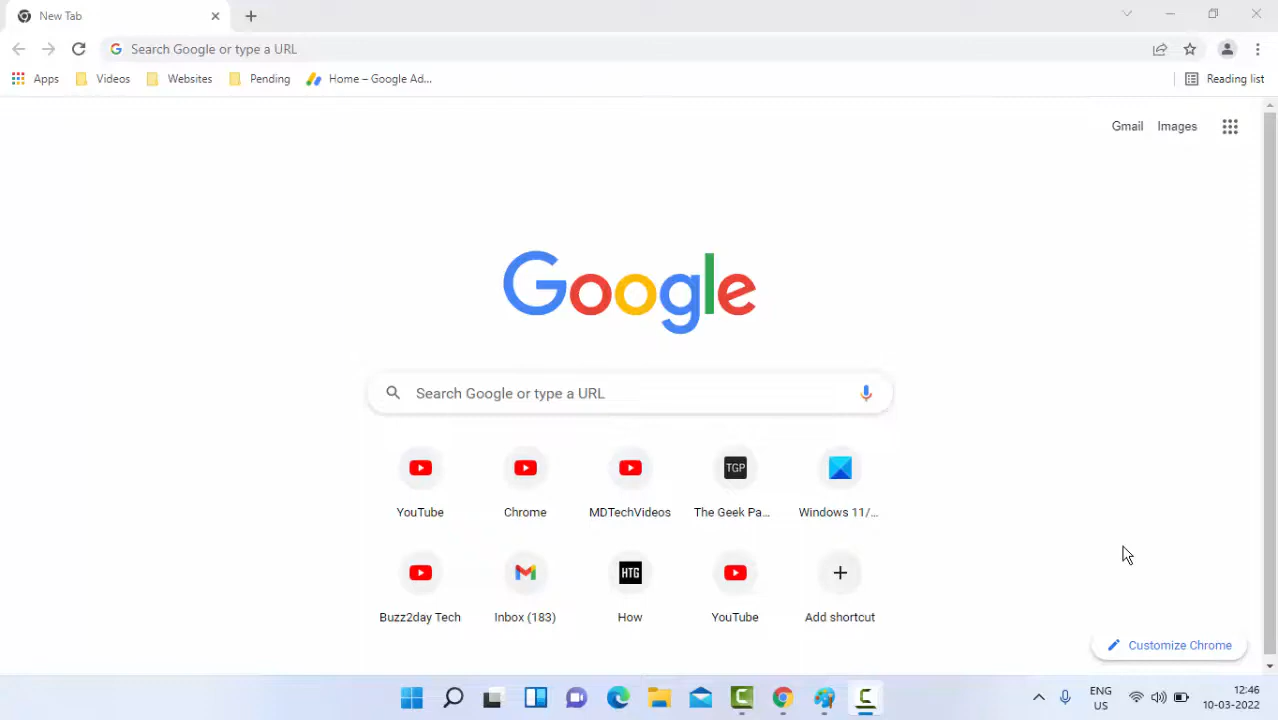 New Tab
Search Google or type a URL
Apps Videos Websites Pending Home – Google Ad... Reading list
Gmail Images
Google
Search Google or type a URL
TGP
YouTube Chrome MDTechVideos The Geek Pa... Windows 11/...
HTG
Buzz2day Tech Inbox (183) How YouTube Add shortcut
Customize Chrome
ENG 12:46
US 10-03-2022